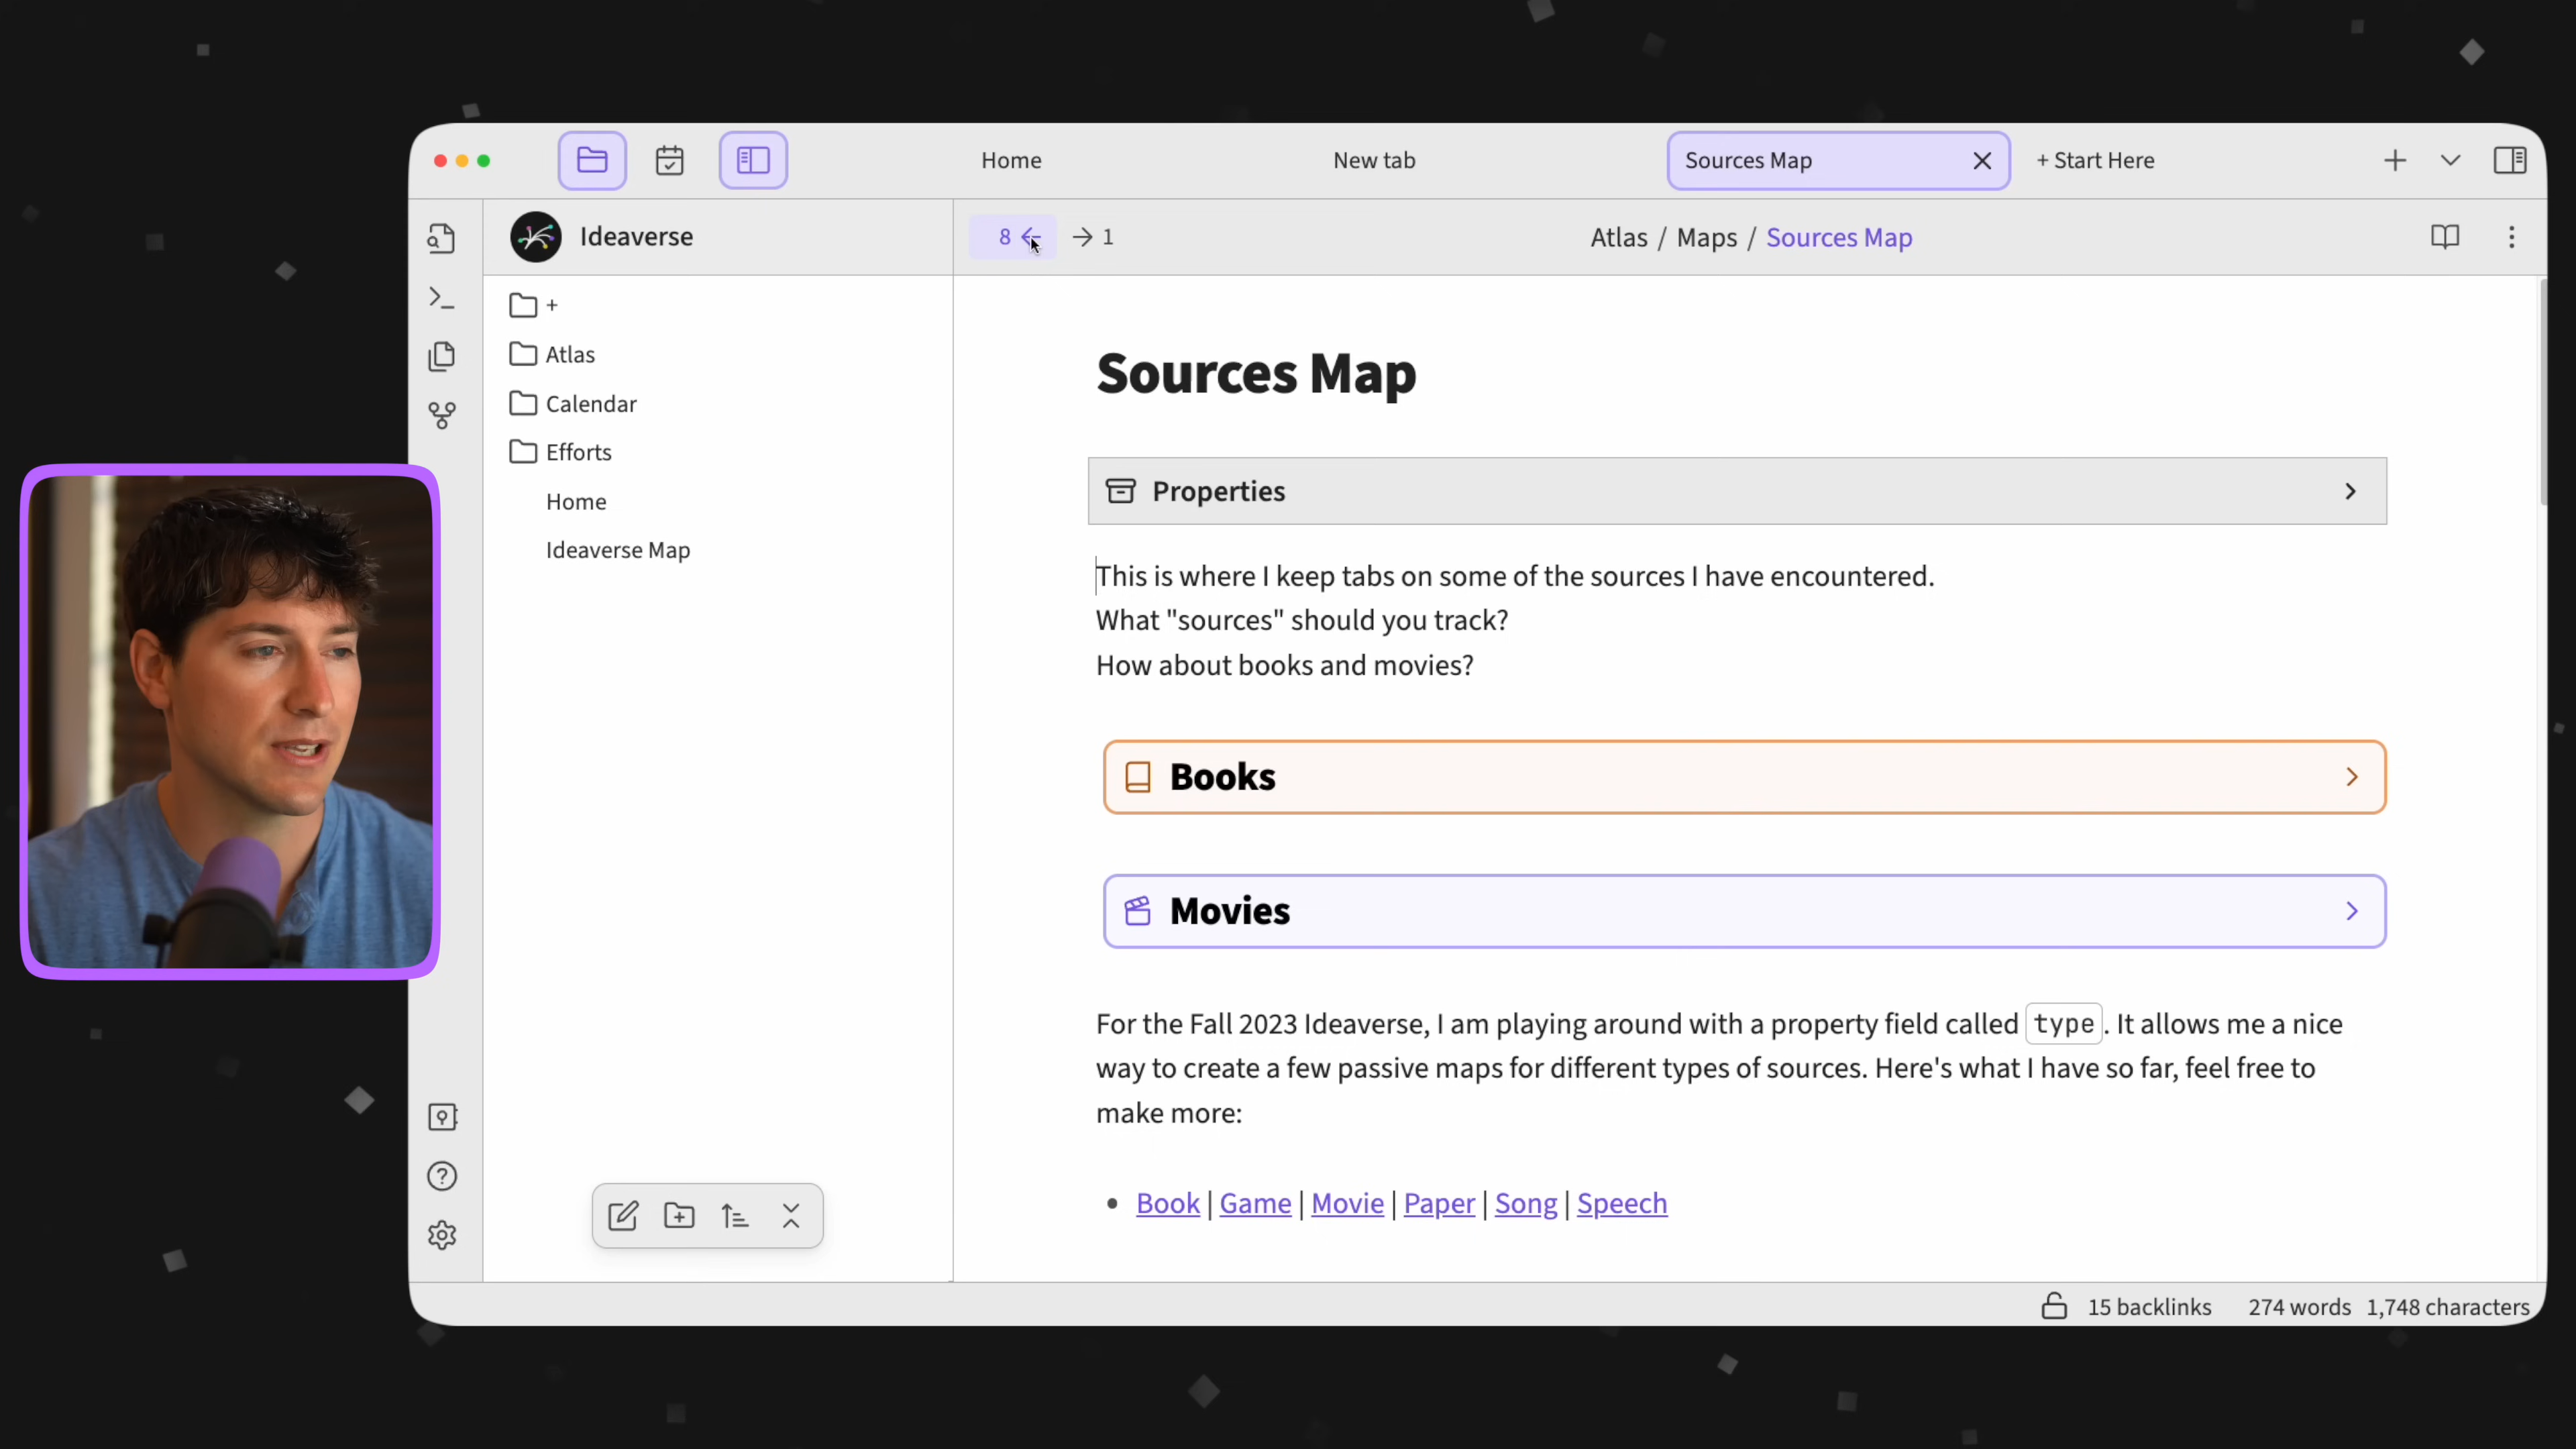 Home
New tab
Sources Map
+ Start Here
Ideaverse
8
1
Atlas / Maps / Sources Map
+
Atlas
Calendar
Efforts
Home
Ideaverse Map
Sources Map
Properties
This is where I keep tabs on some of the sources I have encountered.
What "sources" should you track?
How about books and movies?
Books
Movies
For the Fall 2023 Ideaverse, I am playing around with a property field called type. It allows me a nice
way to create a few passive maps for different types of sources. Here's what I have so far, feel free to
make more:
• Book | Game | Movie | Paper | Song | Speech
15 backlinks 274 words 1,748 characters